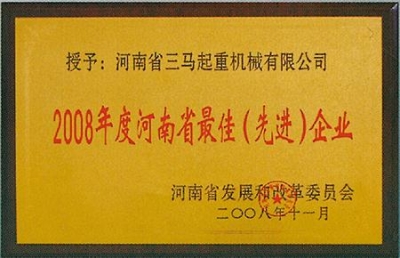 授予：河南省三马起重机械有限公司
2008年度河南省最佳(先进)企业
河南省发展和改革委员会
二〇〇八年十一月